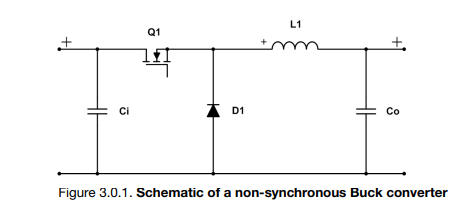 L1
Q1
+
+
+
Ci
D1
Co
Figure 3.0.1. Schematic of a non-synchronous Buck converter